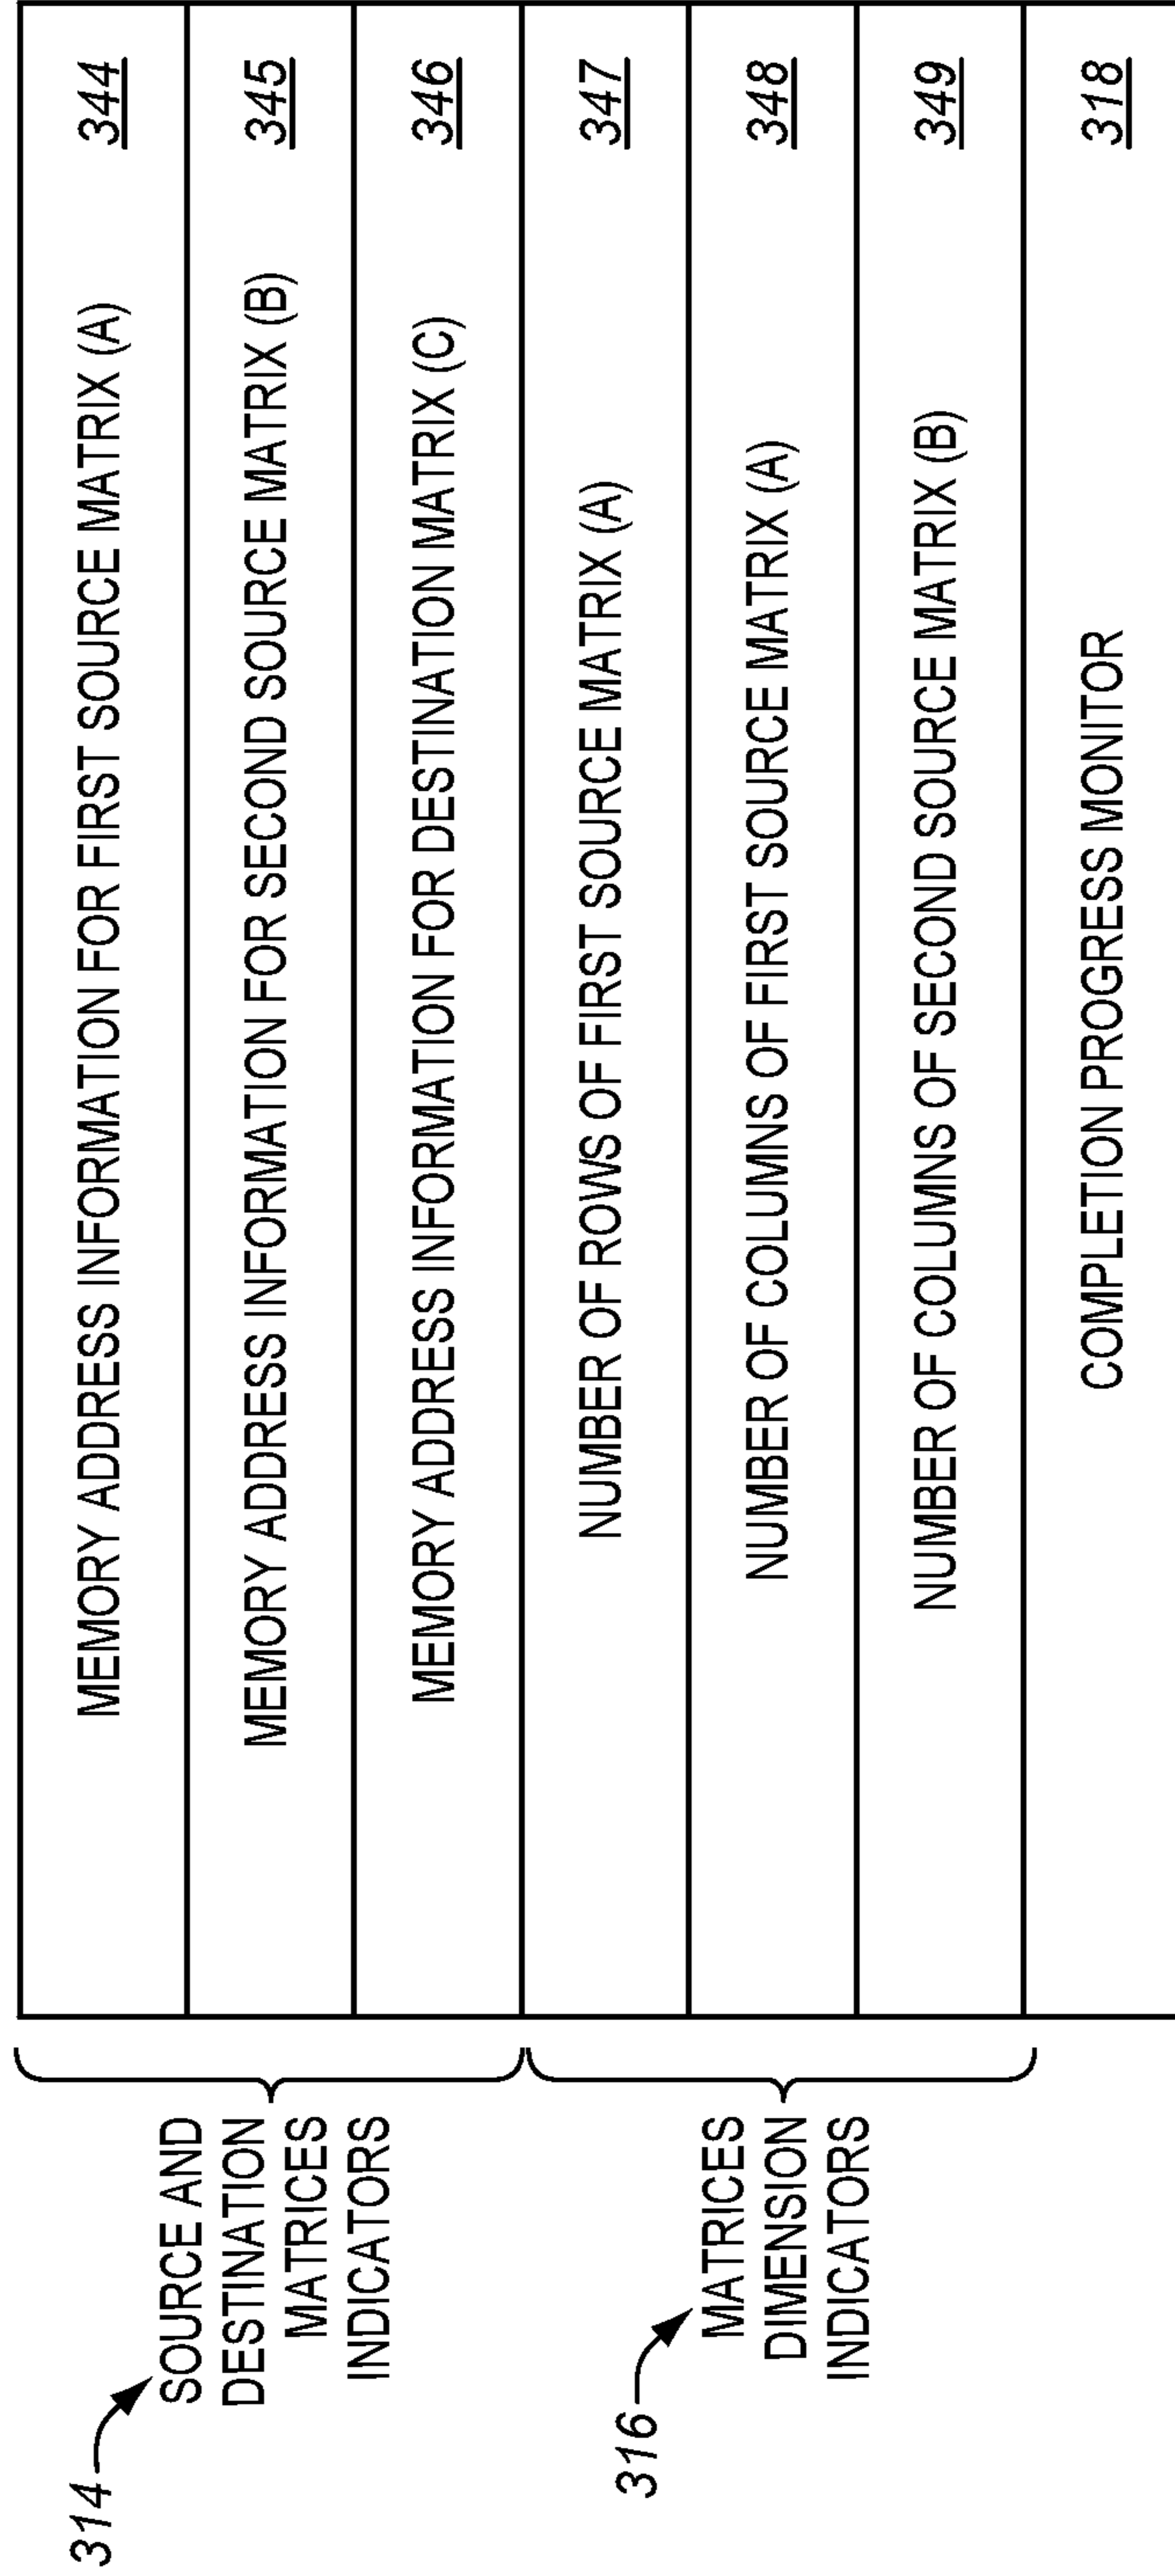 314
SOURCE AND
DESTINATION
MATRICES
INDICATORS
MEMORY ADDRESS INFORMATION FOR FIRST SOURCE MATRIX (A) 344
MEMORY ADDRESS INFORMATION FOR SECOND SOURCE MATRIX (B) 345
MEMORY ADDRESS INFORMATION FOR DESTINATION MATRIX (C) 346
316
MATRICES
DIMENSION
INDICATORS
NUMBER OF ROWS OF FIRST SOURCE MATRIX (A) 347
NUMBER OF COLUMNS OF FIRST SOURCE MATRIX (A) 348
NUMBER OF COLUMNS OF SECOND SOURCE MATRIX (B) 349
COMPLETION PROGRESS MONITOR 318